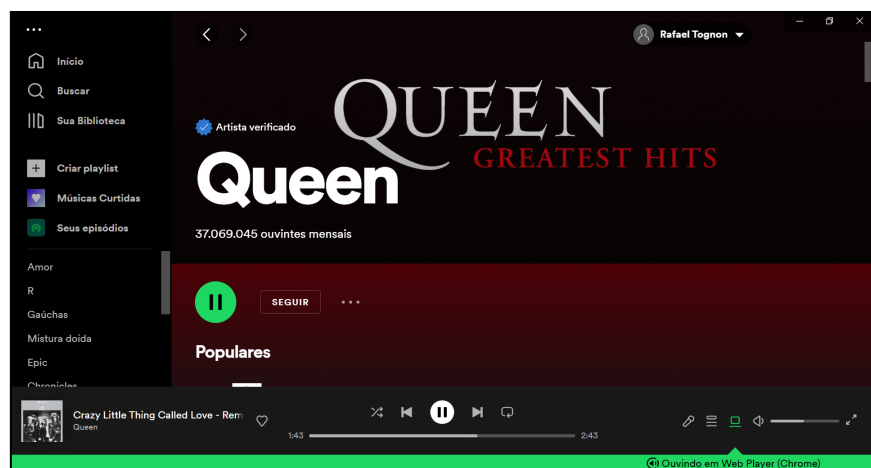 Rafael Tognon
Início
Buscar
Sua Biblioteca
Criar playlist
Músicas Curtidas
Seus episódios
Amor
R
Gaúchas
Mistura doida
Epic
Chronicles
QUEEN
GREATEST HITS
Artista verificado
Queen
37.069.045 ouvintes mensais
SEGUIR
Populares
Crazy Little Thing Called Love - Rem
Queen
1:43
2:43
Ouvindo em Web Player (Chrome)